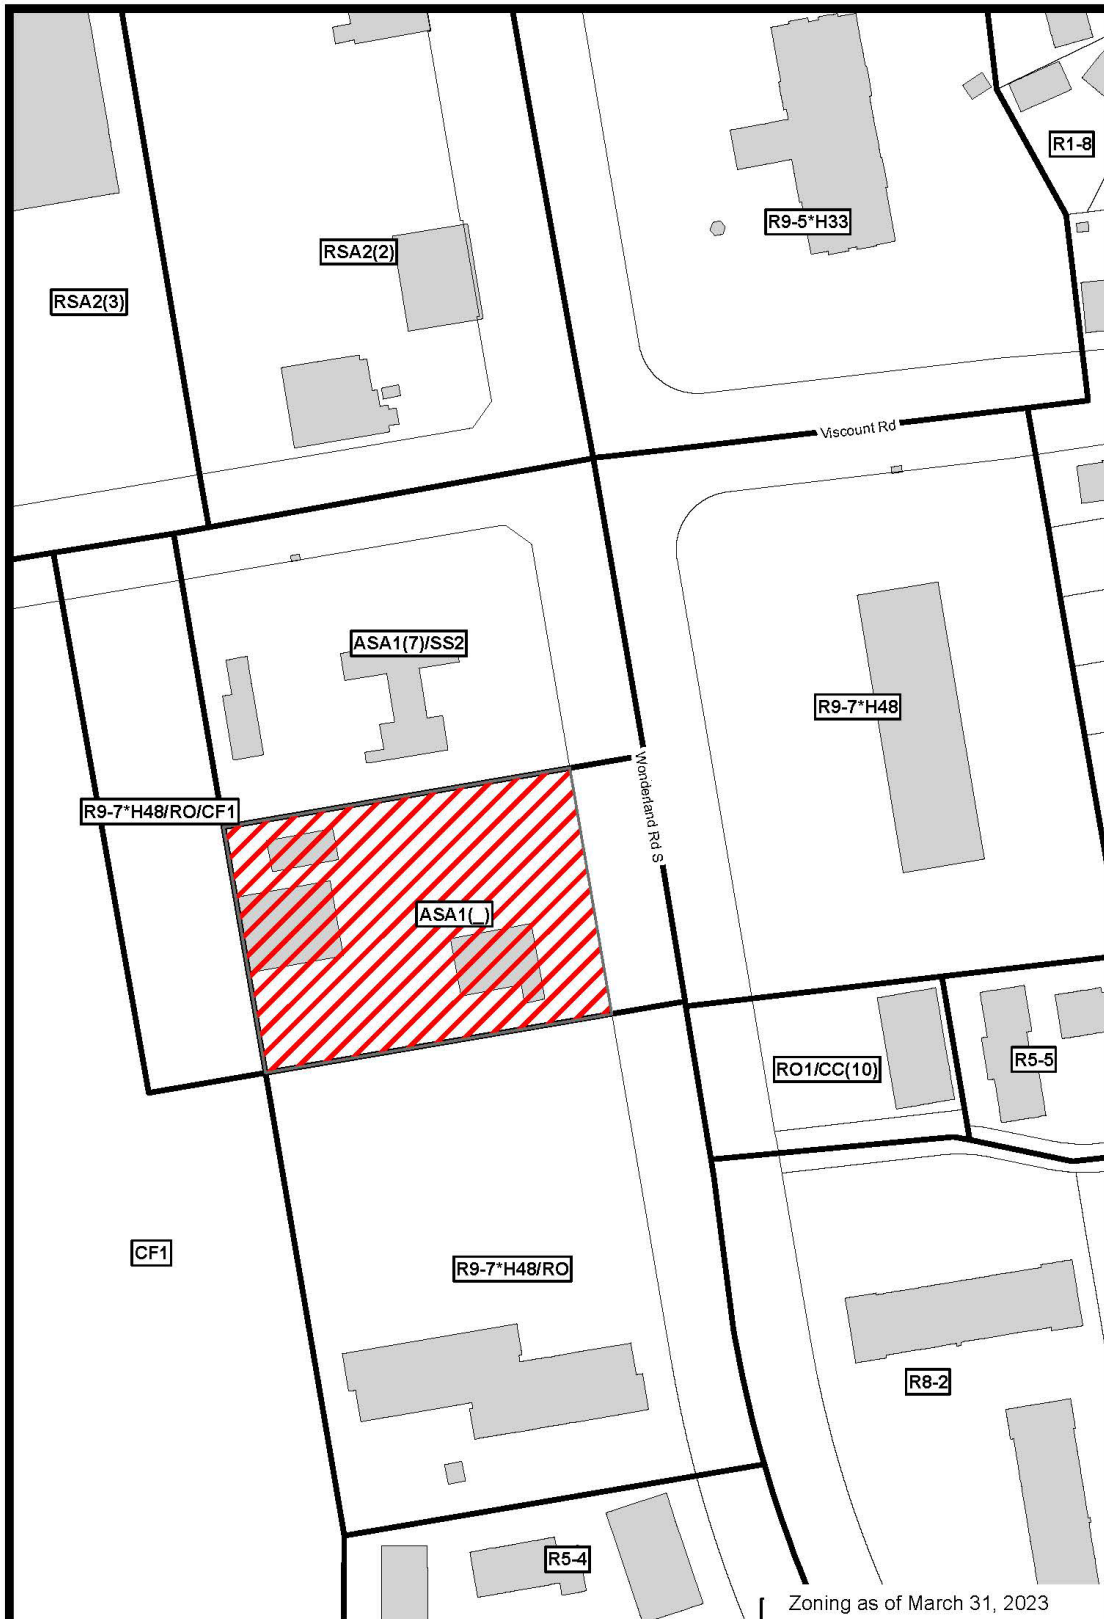 R1-8
R9-5*H33
RSA2(2)
RSA2(3)
Viscount Rd
ASA1(7)/SS2
R9-7*H48
Wonderland Rd S
R9-7*H48/RO/CF1
ASA1(_)
R5-5
RO1/CC(10)
CF1
R9-7*H48/RO
R8-2
R5-4
Zoning as of March 31, 2023